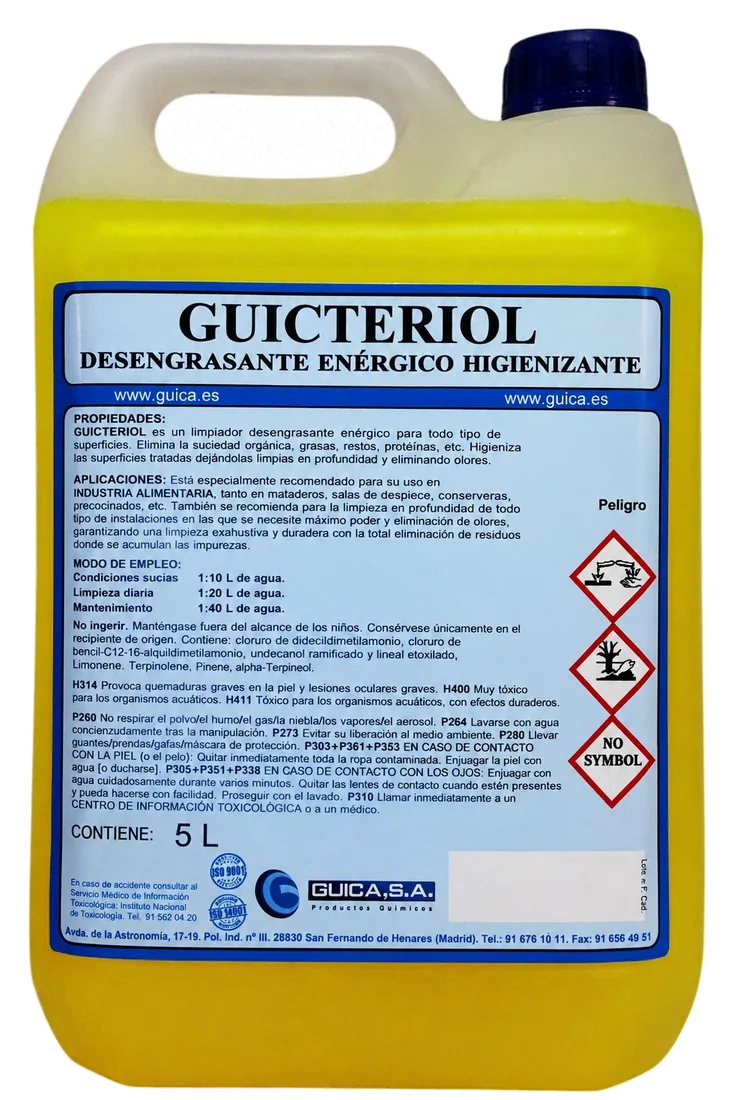 GUICTERIOL
DESENGRASANTE ENÉRGICO HIGIENIZANTE
www.guica.es www.guica.es
PROPIEDADES:
GUICTERIOL es un limpiador desengrasante enérgico para todo tipo de
superficies. Elimina la suciedad orgánica, grasas, restos, protéínas, etc. Higieniza
las superficies tratadas dejándolas limpias en profundidad y eliminando olores.
APLICACIONES: Está especialmente recomendado para su uso en
INDUSTRIA ALIMENTARIA, tanto en mataderos, salas de despiece, conserveras,
precocinados, etc. También se recomienda para la limpieza en profundidad de todo
tipo de instalaciones en las que se necesite máximo poder y eliminación de olores,
garantizando una limpieza exahustiva y duradera con la total eliminación de residuos
donde se acumulan las impurezas.
Peligro
MODO DE EMPLEO:
Condiciones sucias 1:10 L de agua.
Limpieza diaria 1:20 L de agua.
Mantenimiento 1:40 L de agua.
No ingerir. Manténgase fuera del alcance de los niños. Consérvese únicamente en el
recipiente de origen. Contiene: cloruro de didecildimetilamonio, cloruro de
bencil-C12-16-alquildimetilamonio, undecanol ramificado y lineal etoxilado,
Limonene. Terpinolene, Pinene, alpha-Terpineol.
H314 Provoca quemaduras graves en la piel y lesiones oculares graves. H400 Muy tóxico
para los organismos acuáticos. H411 Tóxico para los organismos acuáticos, con efectos duraderos.
P260 No respirar el polvo/el humo/el gas/la niebla/los vapores/el aerosol. P264 Lavarse con agua
concienzudamente tras la manipulación. P273 Evitar su liberación al medio ambiente. P280 Llevar
guantes/prendas/gafas/máscara de protección. P303+P361+P353 EN CASO DE CONTACTO
CON LA PIEL (o el pelo): Quitar inmediatamente toda la ropa contaminada. Enjuagar la piel con
agua [o ducharse]. P305+P351+P338 EN CASO DE CONTACTO CON LOS OJOS: Enjuagar con
agua cuidadosamente durante varios minutos. Quitar las lentes de contacto cuando estén presentes
y pueda hacerse con facilidad. Proseguir con el lavado. P310 Llamar inmediatamente a un
CENTRO DE INFORMACIÓN TOXICOLÓGICA o a un médico.
NO
SYMBOL
CONTIENE: 5 L
En caso de accidente consultar al
Servicio Médico de Información
Toxicológica: Instituto Nacional
de Toxicología. Tel. 91 562 04 20
ISO 9001
ISO 14001
GUICA,S.A.
Productos Químicos
Lote e F. Cad.
Avda. de la Astronomía, 17-19. Pol. Ind. nº III. 28830 San Fernando de Henares (Madrid). Tel.: 91 676 10 11. Fax: 91 656 49 51